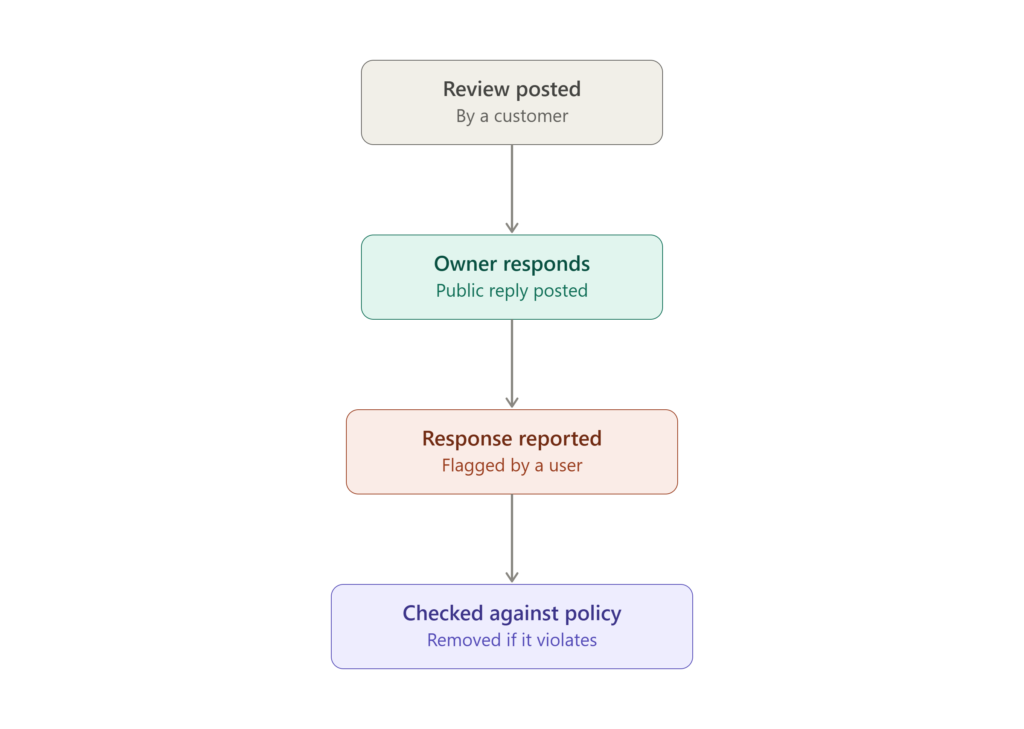 Review posted
By a customer
Owner responds
Public reply posted
Response reported
Flagged by a user
Checked against policy
Removed if it violates